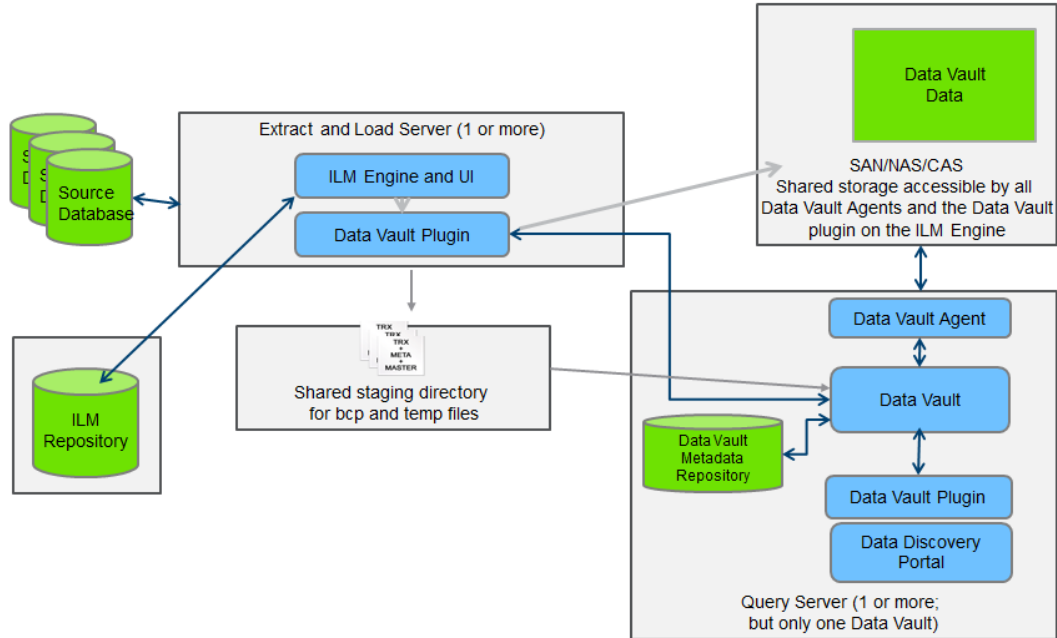 Data Vault
Data
SAN/NAS/CAS
Shared storage accessible by all
Data Vault Agents and the Data Vault
plugin on the ILM Engine
Extract and Load Server (1 or more)
ILM Engine and UI
Data Vault Plugin
S
D
S
D
Source
Database
TRX
TRX
TRX
+
META
+
MASTER
Shared staging directory
for bcp and temp files
ILM
Repository
Data Vault Agent
Data Vault
Data Vault
Metadata
Repository
Data Vault Plugin
Data Discovery
Portal
Query Server (1 or more;
but only one Data Vault)